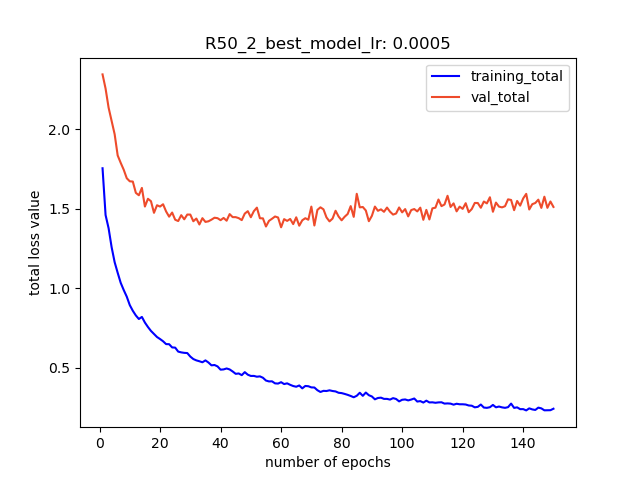 R50_2_best_model_lr: 0.0005
training_total
val_total
total loss value
2.0
1.5
1.0
0.5
0 20 40 60 80 100 120 140
number of epochs